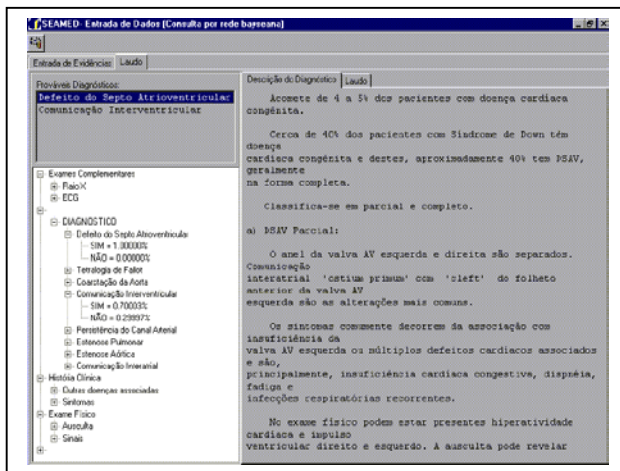 SEAMED- Entrada de Dados [Consulta por rede bayseana]
Entrada de Evidências Laudo
Prováveis Diagnósticos:
Defeito do Septo Atrioventricular
Comunicação Interventricular
Exames Complementares
RaioX
ECG
DIAGNÓSTICO
Defeito do Septo Atroventricular
SIM = 1.00000%
NÃO = 0.00000%
Tetralogia de Fallot
Coarctação da Aorta
Comunicação Interventricular
SIM = 0.70003%
NÃO = 0.29997%
Persistência do Canal Arterial
Estenose Pulmonar
Estenose Aórtica
Comunicação Interatrial
História Clínica
Outras doenças associadas
Sintomas
Exame Físico
Ausculta
Sinais
Descrição do Diagnóstico Laudo
Acomete de 4 a 5% dos pacientes com doença cardíaca
congênita.
Cerca de 40% dos pacientes com Síndrome de Down têm
doença
cardíaca congênita e destes, aproximadamente 40% tem DSAV,
geralmente
na forma completa.
Classifica-se em parcial e completo.
a) DSAV Parcial:
O anel da valva AV esquerda e direita são separados.
Comunicação
interatrial 'ostium primum' com 'cleft' do folheto
anterior da valva AV
esquerda são as alterações mais comuns.
Os sintomas comumente decorrem da associação com
insuficiência da
valva AV esquerda ou múltiplos defeitos cardíacos associados
e são,
principalmente, insuficiência cardíaca congestiva, dispnéia,
fadiga e
infecções respiratórias recorrentes.
No exame físico podem estar presentes hiperatividade
cardíaca e impulso
ventricular direito e esquerdo. A ausculta pode revelar